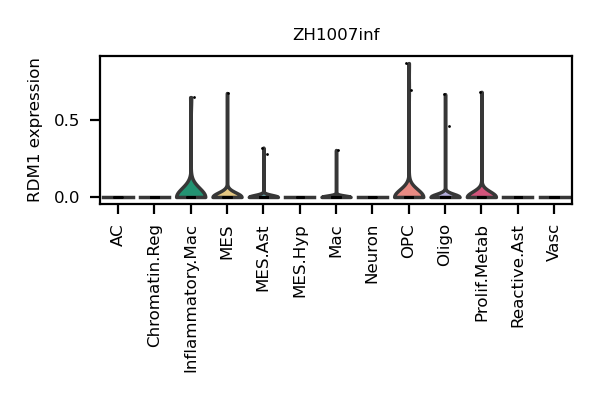 ZH1007inf
RDM1 expression
0.5
0.0
AC
Chromatin.Reg
Inflammatory.Mac
MES
MES.Ast
MES.Hyp
Mac
Neuron
OPC
Oligo
Prolif.Metab
Reactive.Ast
Vasc